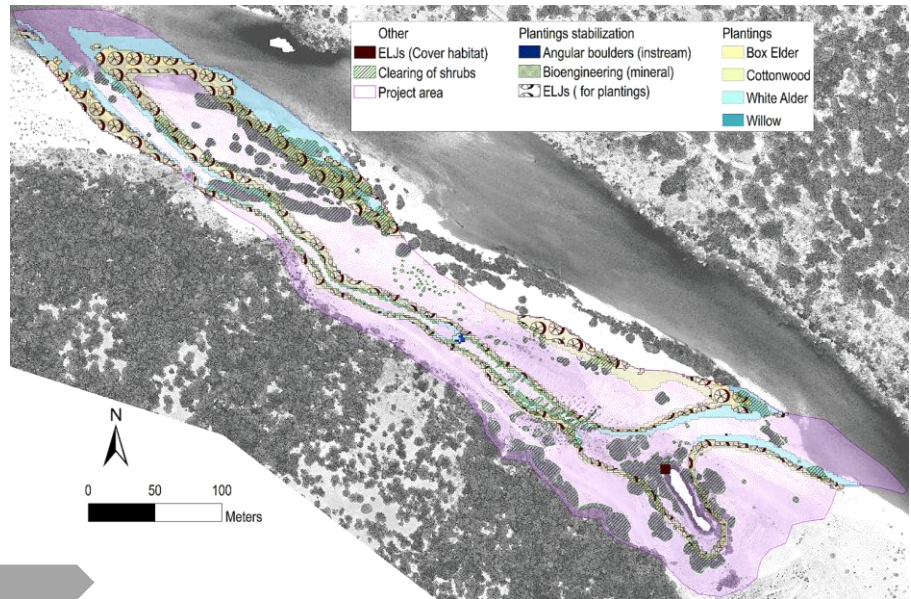 Other
ELJs (Cover habitat)
Clearing of shrubs
Project area
Plantings stabilization
Angular boulders (instream)
Bioengineering (mineral)
ELJs ( for plantings)
Plantings
Box Elder
Cottonwood
White Alder
Willow
N
0 50 100
Meters